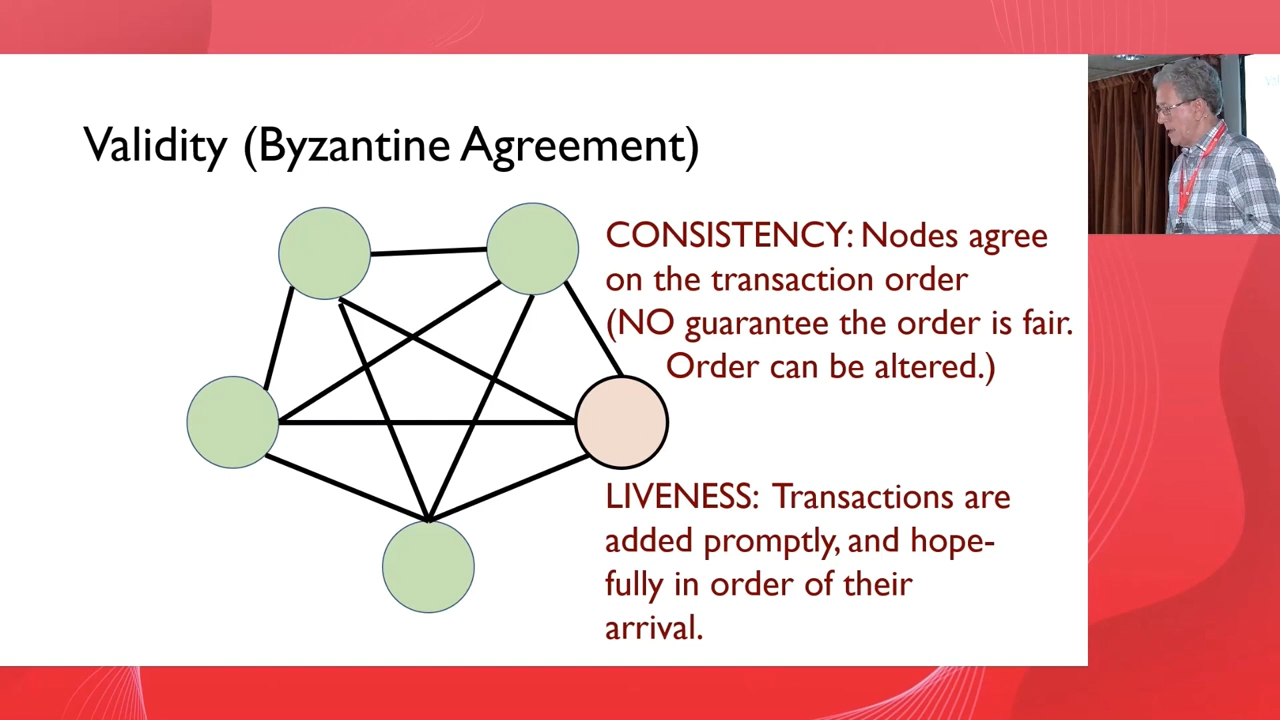 Validity (Byzantine Agreement)
CONSISTENCY: Nodes agree
on the transaction order
(NO guarantee the order is fair.
Order can be altered.)
LIVENESS: Transactions are
added promptly, and hope-
fully in order of their
arrival.